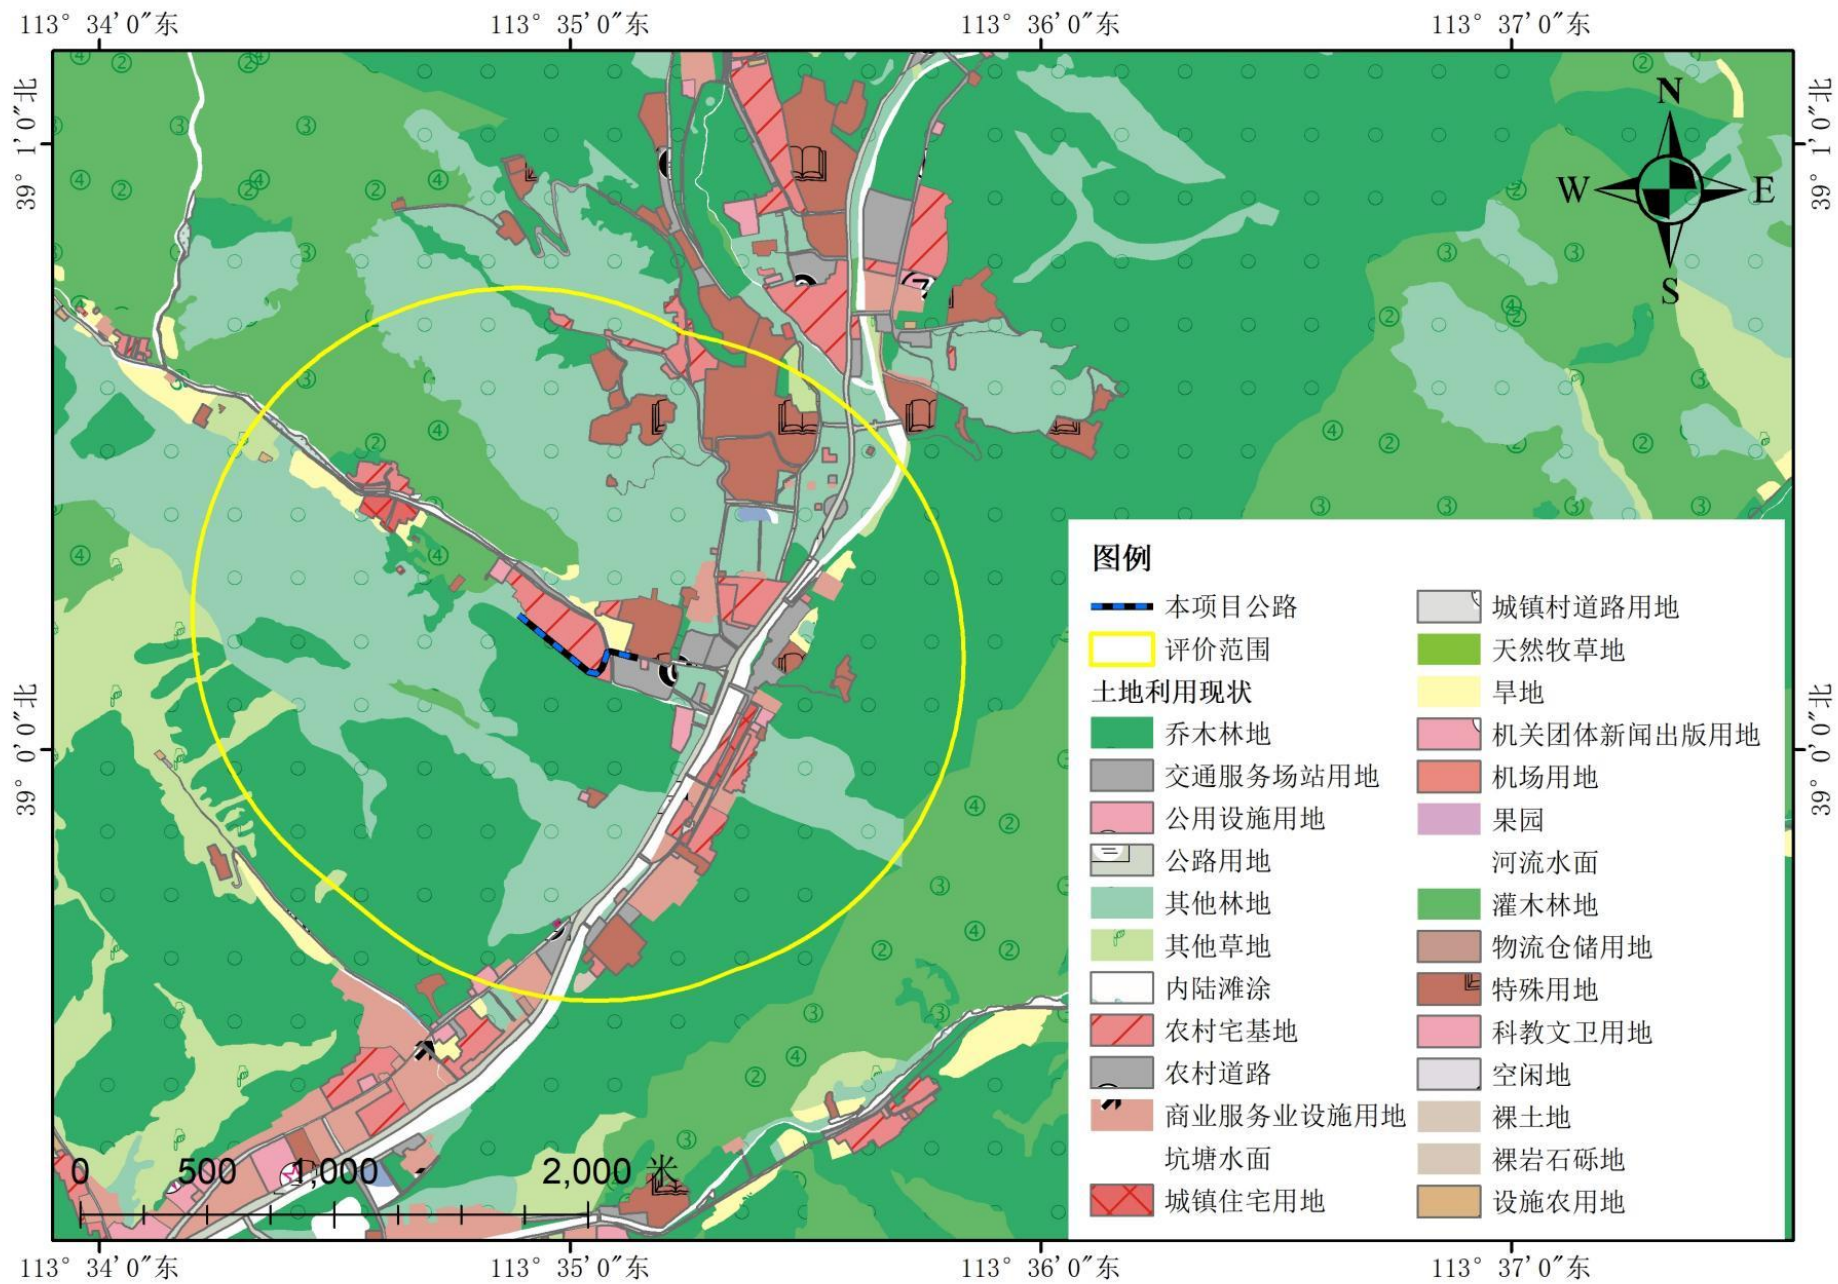 113° 34′0″东
113° 35′0″东
113° 36′0″东
113° 37′0″东
39° 1′0″北
39° 1′0″北
N
W
E
S
图例
本项目公路
评价范围
土地利用现状
乔木林地
交通服务场站用地
公用设施用地
公路用地
其他林地
其他草地
内陆滩涂
农村宅基地
农村道路
商业服务业设施用地
坑塘水面
城镇住宅用地
城镇村道路用地
天然牧草地
旱地
机关团体新闻出版用地
机场用地
果园
河流水面
灌木林地
物流仓储用地
特殊用地
科教文卫用地
空闲地
裸土地
裸岩石砾地
设施农用地
39° 0′0″北
39° 0′0″北
0
500
1,000
2,000 米
113° 34′0″东
113° 35′0″东
113° 36′0″东
113° 37′0″东